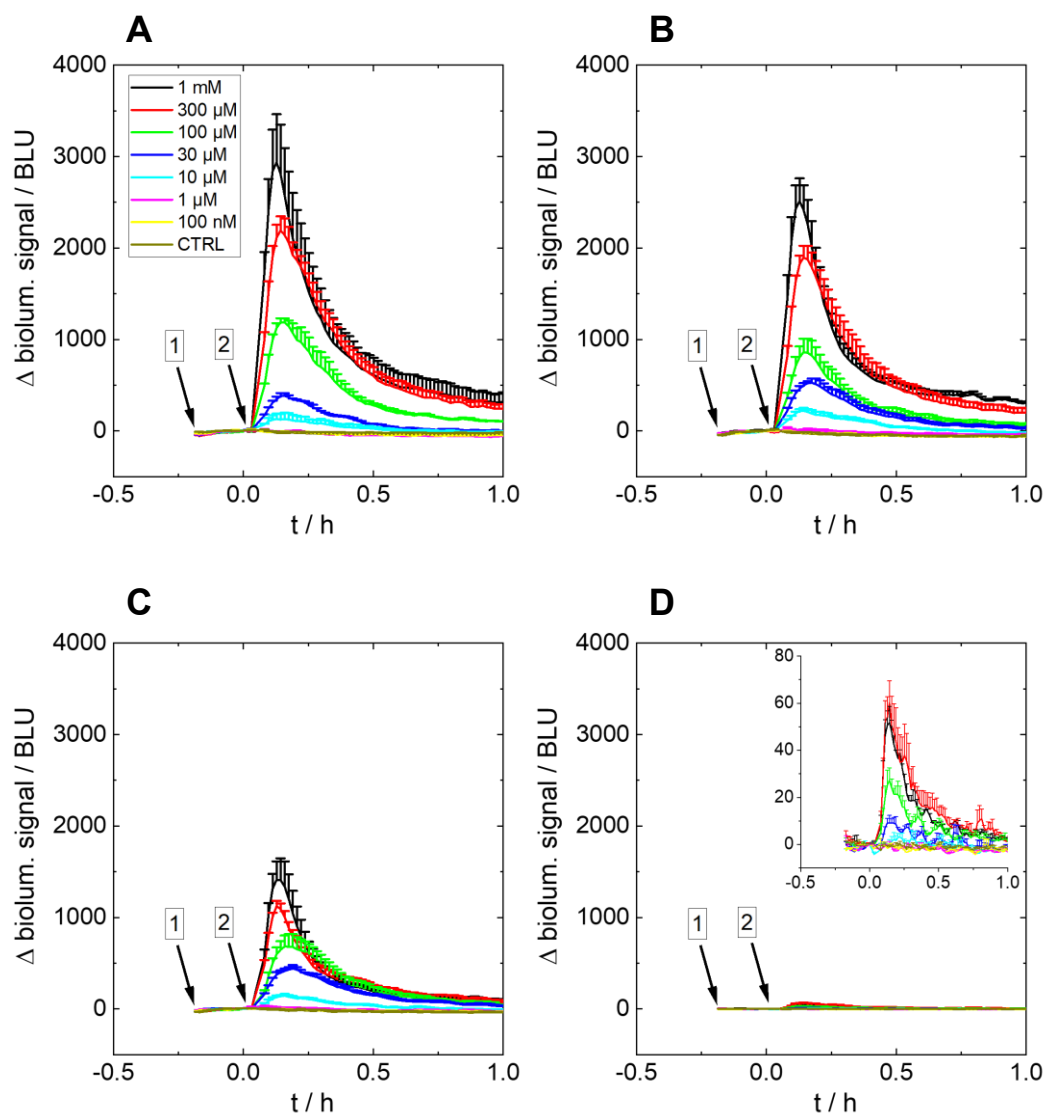 A
Δ biolum. signal / BLU
4000
3000
2000
1000
0
1 mM
300 µM
100 µM
30 µM
10 µM
1 µM
100 nM
CTRL
1
2
-0.5
0.0
0.5
1.0
t / h
B
Δ biolum. signal / BLU
4000
3000
2000
1000
0
1
2
-0.5
0.0
0.5
1.0
t / h
C
Δ biolum. signal / BLU
4000
3000
2000
1000
0
1
2
-0.5
0.0
0.5
1.0
t / h
D
Δ biolum. signal / BLU
4000
3000
2000
1000
0
80
60
40
20
0
-0.5
0.0
0.5
1.0
1
2
-0.5
0.0
0.5
1.0
t / h